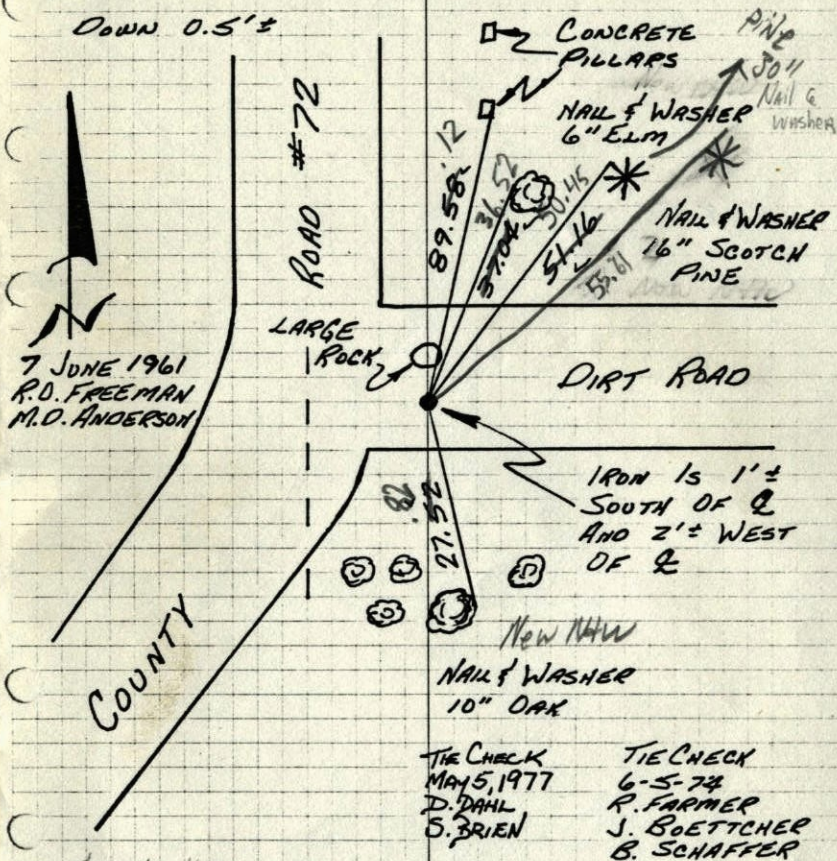 DOWN 0.5'±
CONCRETE
PILLARS
PINE
30"
Nail &
washer
NAIL & WASHER
6" ELM
ROAD #72
89.58
.12
37.04
36.52
51.16
50.45
55.61
NAIL & WASHER
16" SCOTCH
PINE
LARGE
ROCK
7 JUNE 1961
R.O. FREEMAN
M.O. ANDERSON
DIRT ROAD
IRON IS 1'±
SOUTH OF ℄
AND 2'± WEST
OF ℄
.82
27.52
COUNTY
New N&W
NAIL & WASHER
10" OAK
TIE CHECK
MAY 5, 1977
D. DAHL
S. BRIEN
TIE CHECK
6-5-74
R. FARMER
J. BOETTCHER
B. SCHAFFER